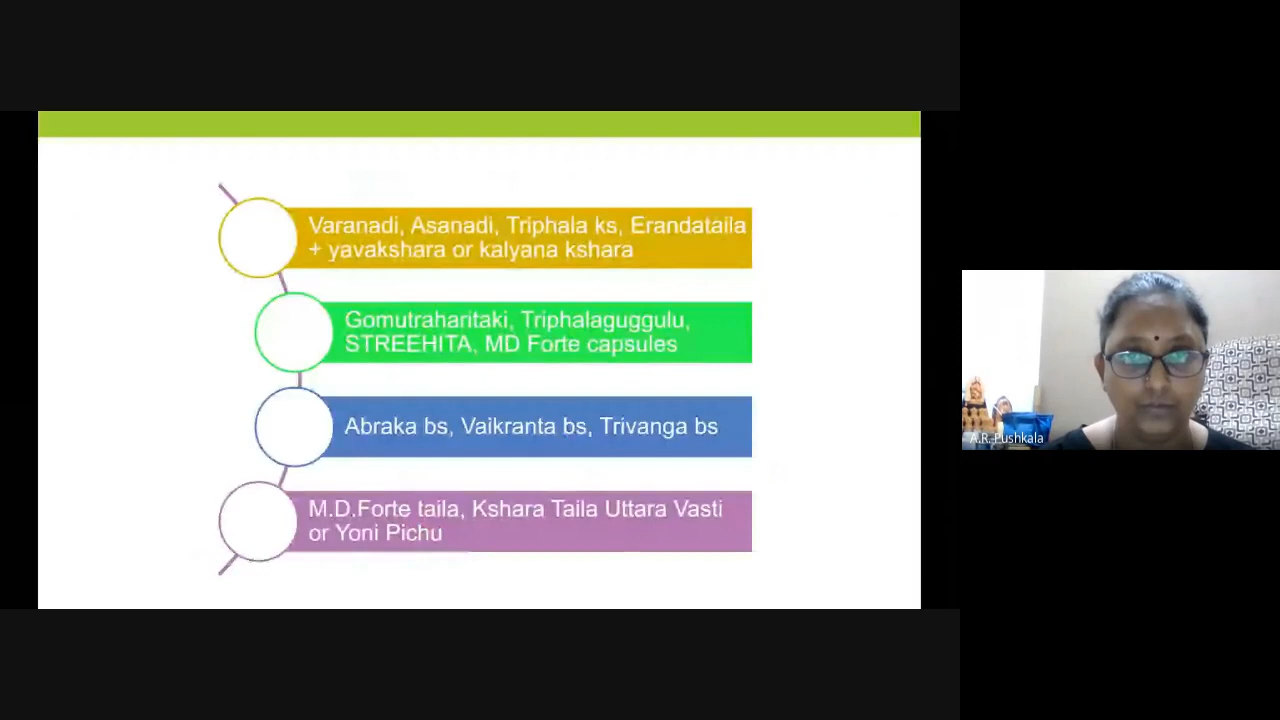 Varanadi, Asanadi, Triphala ks, Erandataila
+ yavakshara or kalyana kshara
Gomutraharitaki, Triphalaguggulu,
STREEHITA, MD Forte capsules
Abraka bs, Vaikranta bs, Trivanga bs
M.D.Forte taila, Kshara Taila Uttara Vasti
or Yoni Pichu
A.R. Pushkala